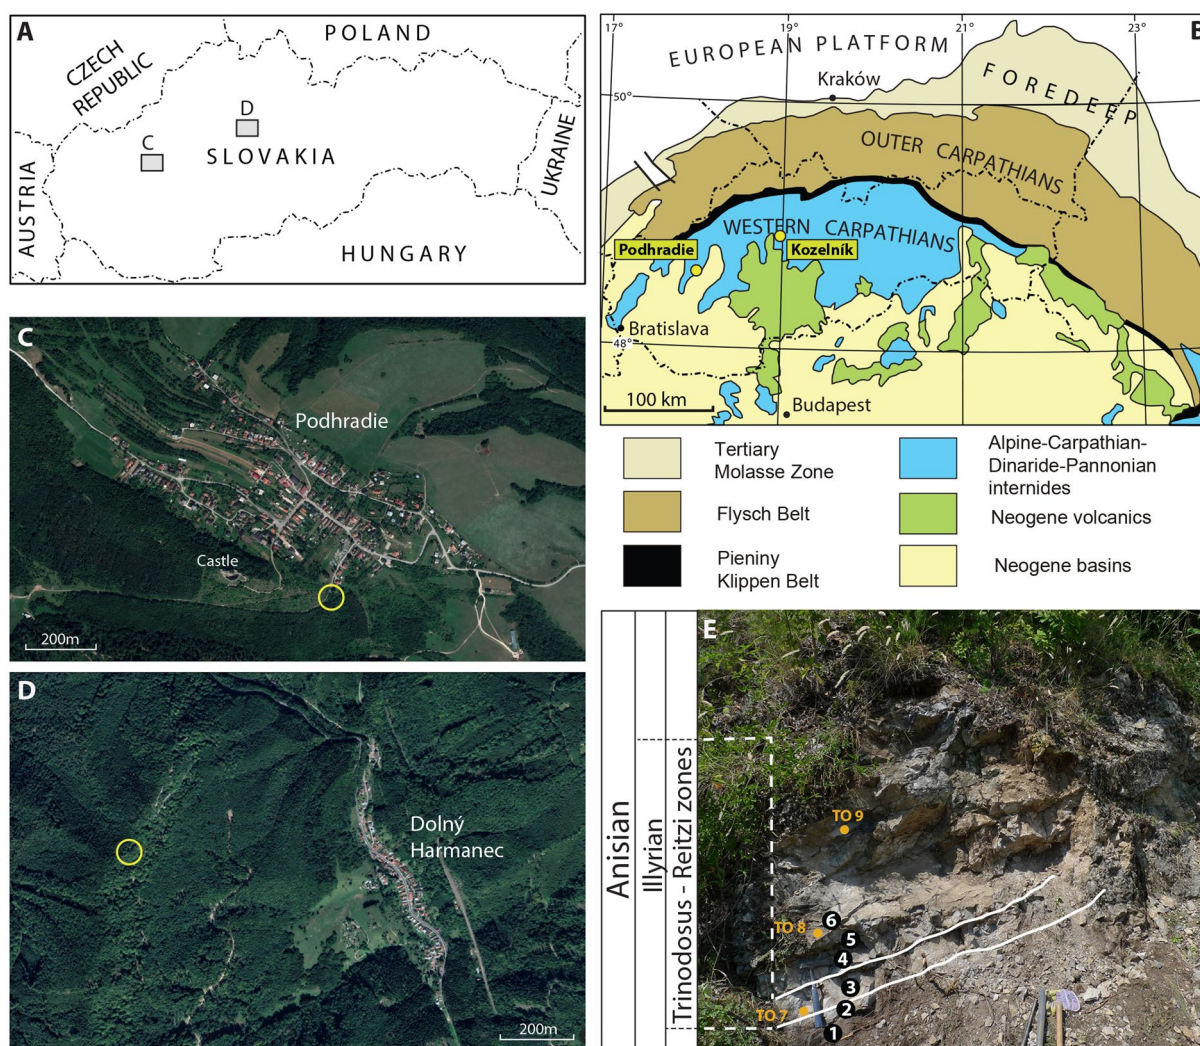 A
POLAND
CZECH
REPUBLIC
D
C
SLOVAKIA
UKRAINE
AUSTRIA
HUNGARY
17°
19°
21°
23°
B
EUROPEAN PLATFORM
Kraków
FOREDEEP
50°
OUTER CARPATHIANS
WESTERN CARPATHIANS
Podhradie
Kozelník
Bratislava
48°
100 km
Budapest
Tertiary
Molasse Zone
Flysch Belt
Pieniny
Klippen Belt
Alpine-Carpathian-
Dinaride-Pannonian
internides
Neogene volcanics
Neogene basins
C
Podhradie
Castle
200m
D
Dolný
Harmanec
200m
E
Anisian
Illyrian
Trinodosus - Reitzi zones
TO 9
6
TO 8
5
4
3
TO 7
2
1